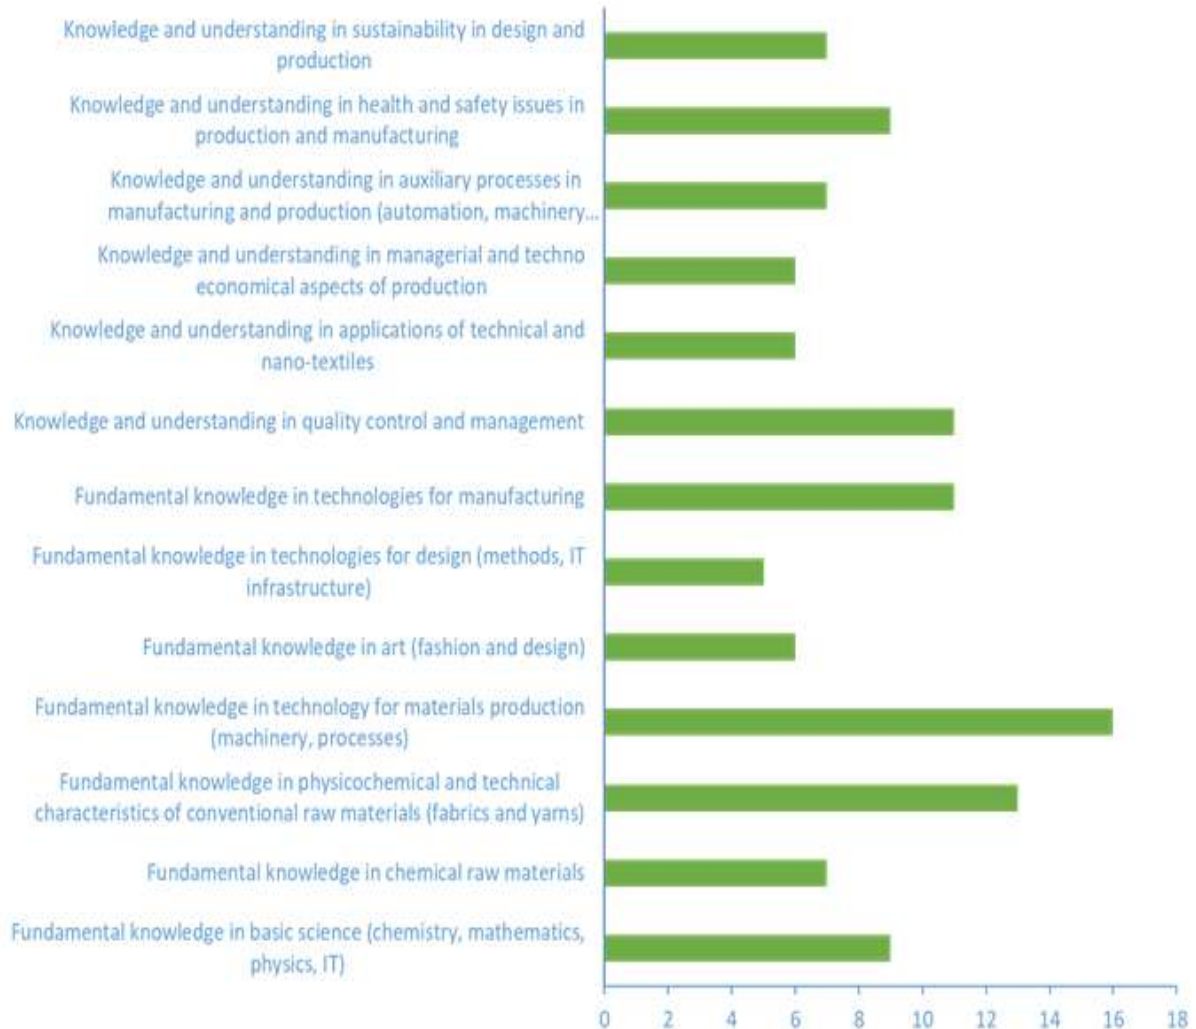 Knowledge and understanding in sustainability in design and
production
Knowledge and understanding in health and safety issues in
production and manufacturing
Knowledge and understanding in auxiliary processes in
manufacturing and production (automation, machinery...
Knowledge and understanding in managerial and techno
economical aspects of production
Knowledge and understanding in applications of technical and
nano-textiles
Knowledge and understanding in quality control and management
Fundamental knowledge in technologies for manufacturing
Fundamental knowledge in technologies for design (methods, IT
infrastructure)
Fundamental knowledge in art (fashion and design)
Fundamental knowledge in technology for materials production
(machinery, processes)
Fundamental knowledge in physicochemical and technical
characteristics of conventional raw materials (fabrics and yarns)
Fundamental knowledge in chemical raw materials
Fundamental knowledge in basic science (chemistry, mathematics,
physics, IT)
0 2 4 6 8 10 12 14 16 18